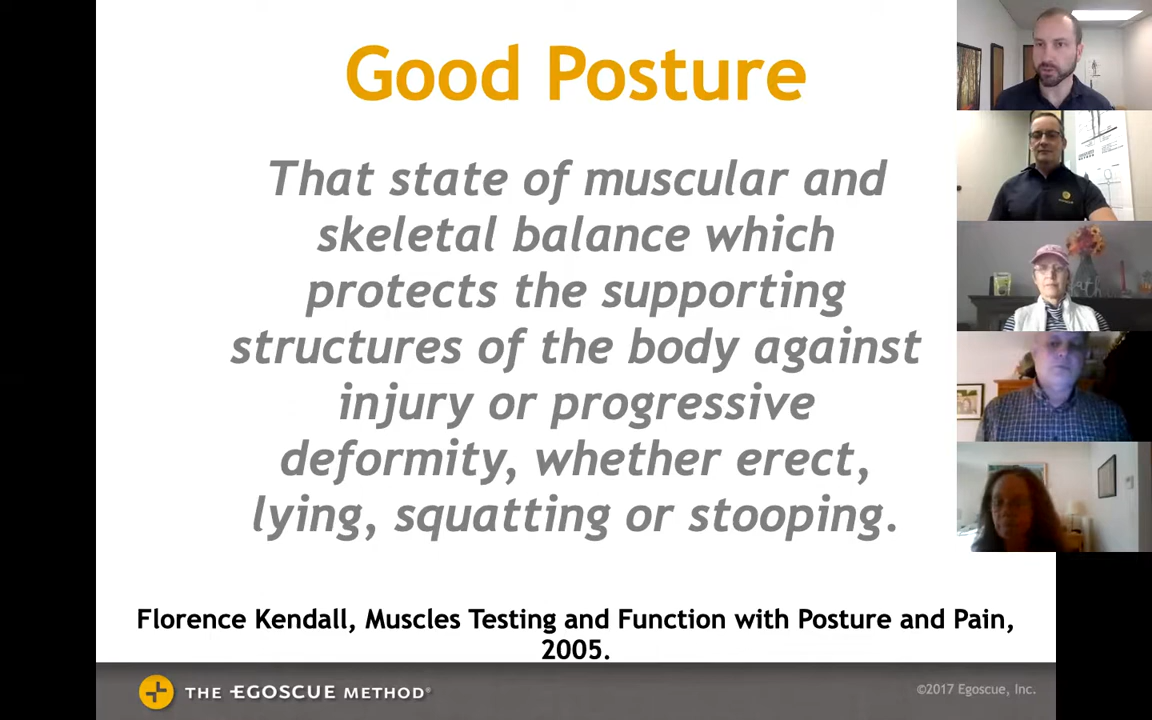 Good Posture
That state of muscular and
skeletal balance which
protects the supporting
structures of the body against
injury or progressive
deformity, whether erect,
lying, squatting or stooping.
Florence Kendall, Muscles Testing and Function with Posture and Pain,
2005.
THE EGOSCUE METHOD®
©2017 Egoscue, Inc.